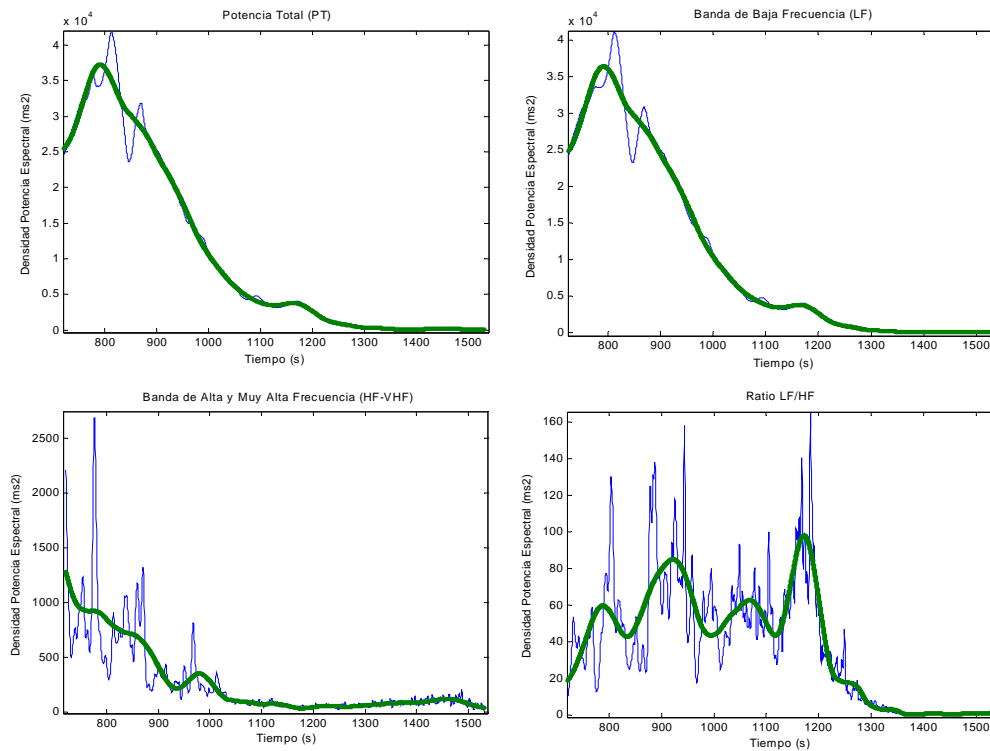 Potencia Total (PT)
x 10^4
4
3.5
3
2.5
2
1.5
1
0.5
0
800 900 1000 1100 1200 1300 1400 1500
Densidad Potencia Espectral (ms2)
Tiempo (s)
Banda de Baja Frecuencia (LF)
x 10^4
4
3.5
3
2.5
2
1.5
1
0.5
0
800 900 1000 1100 1200 1300 1400 1500
Densidad Potencia Espectral (ms2)
Tiempo (s)
Banda de Alta y Muy Alta Frecuencia (HF-VHF)
2500
2000
1500
1000
500
0
800 900 1000 1100 1200 1300 1400 1500
Densidad Potencia Espectral (ms2)
Tiempo (s)
Ratio LF/HF
160
140
120
100
80
60
40
20
0
800 900 1000 1100 1200 1300 1400 1500
Densidad Potencia Espectral (ms2)
Tiempo (s)